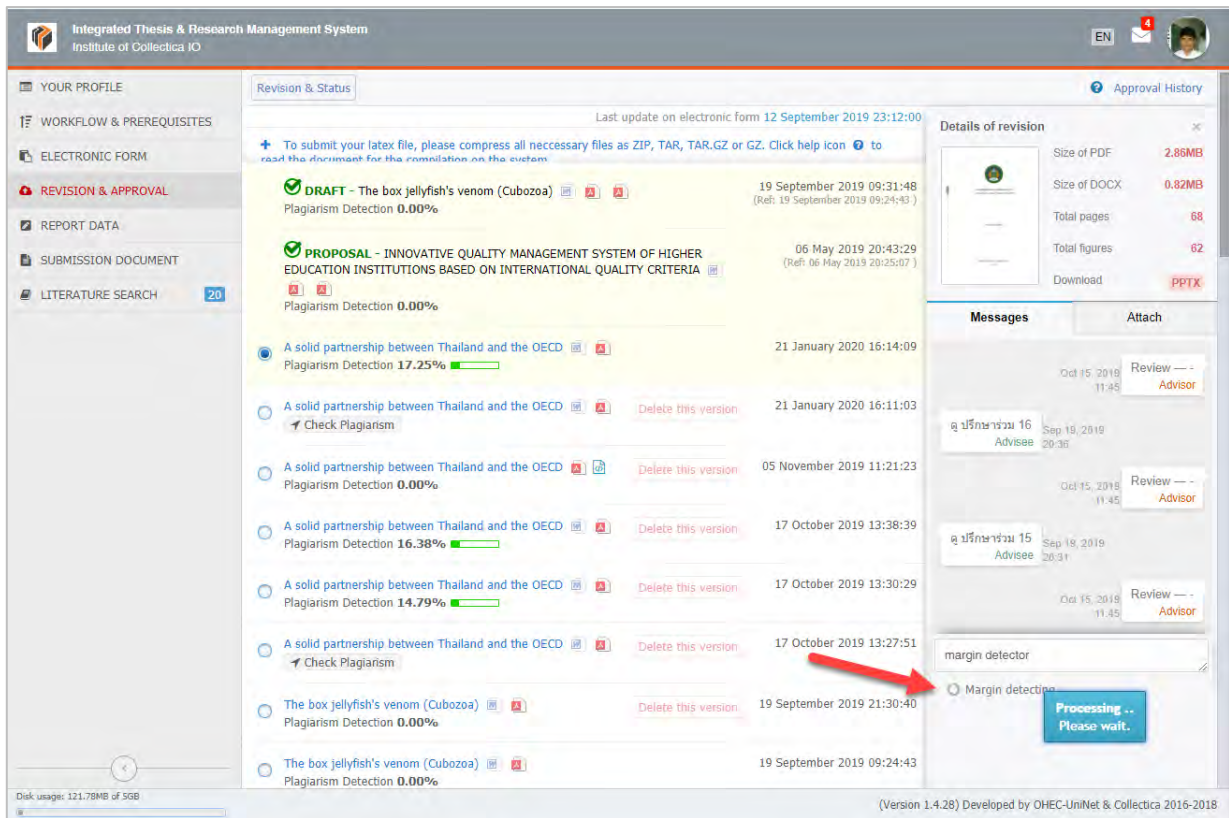 Integrated Thesis & Research Management System
Institute of Collectica IO
EN
4
YOUR PROFILE
WORKFLOW & PREREQUISITES
ELECTRONIC FORM
REVISION & APPROVAL
REPORT DATA
SUBMISSION DOCUMENT
LITERATURE SEARCH 20
Revision & Status
Approval History
Last update on electronic form 12 September 2019 23:12:00
To submit your latex file, please compress all neccessary files as ZIP, TAR, TAR.GZ or GZ. Click help icon to
read the document for the compilation on the system
DRAFT - The box jellyfish's venom (Cubozoa)
19 September 2019 09:31:48
(Ref: 19 September 2019 09:24:43 )
Plagiarism Detection 0.00%
PROPOSAL - INNOVATIVE QUALITY MANAGEMENT SYSTEM OF HIGHER
EDUCATION INSTITUTIONS BASED ON INTERNATIONAL QUALITY CRITERIA
06 May 2019 20:43:29
(Ref: 06 May 2019 20:25:07 )
Plagiarism Detection 0.00%
A solid partnership between Thailand and the OECD
21 January 2020 16:14:09
Plagiarism Detection 17.25%
A solid partnership between Thailand and the OECD
Delete this version
21 January 2020 16:11:03
Check Plagiarism
A solid partnership between Thailand and the OECD
Delete this version
05 November 2019 11:21:23
Plagiarism Detection 0.00%
A solid partnership between Thailand and the OECD
Delete this version
17 October 2019 13:38:39
Plagiarism Detection 16.38%
A solid partnership between Thailand and the OECD
Delete this version
17 October 2019 13:30:29
Plagiarism Detection 14.79%
A solid partnership between Thailand and the OECD
Delete this version
17 October 2019 13:27:51
Check Plagiarism
The box jellyfish's venom (Cubozoa)
Delete this version
19 September 2019 21:30:40
Plagiarism Detection 0.00%
The box jellyfish's venom (Cubozoa)
19 September 2019 09:24:43
Plagiarism Detection 0.00%
Details of revision
Size of PDF 2.86MB
Size of DOCX 0.82MB
Total pages 68
Total figures 62
Download PPTX
Messages
Attach
Oct 15, 2019
11:45
Review — -
Advisor
ดู ปรึกษาร่วม 16
Advisee
Sep 19, 2019
20:36
Oct 15, 2019
11:45
Review — -
Advisor
ดู ปรึกษาร่วม 15
Advisee
Sep 19, 2019
20:31
Oct 15, 2019
11:45
Review — -
Advisor
margin detector
Margin detecting
Processing ..
Please wait.
Disk usage: 121.78MB of 5GB
(Version 1.4.28) Developed by OHEC-UniNet & Collectica 2016-2018